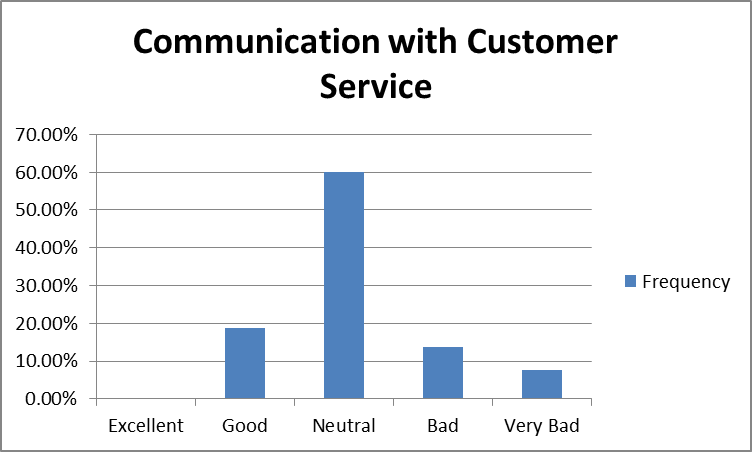 Communication with Customer
Service
70.00%
60.00%
50.00%
40.00%
30.00%
20.00%
10.00%
0.00%
Excellent Good Neutral Bad Very Bad
Frequency